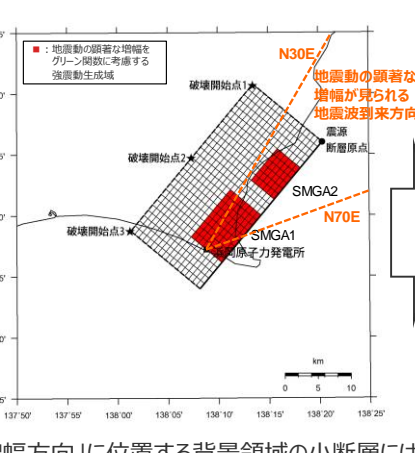 ■：地震動の顕著な増幅を
グリーン関数に考慮する
強震動生成域
N30E
地震動の顕著な
増幅が見られる
地震波到来方向
破壊開始点1
震源
断層原点
破壊開始点2
SMGA2
N70E
破壊開始点3
SMGA1
原子力発電所
km
0 5 10
137°50' 137°55' 138°00' 138°05' 138°10' 138°15' 138°20' 138°25'
幅方向」に位置する背景領域の小断層には